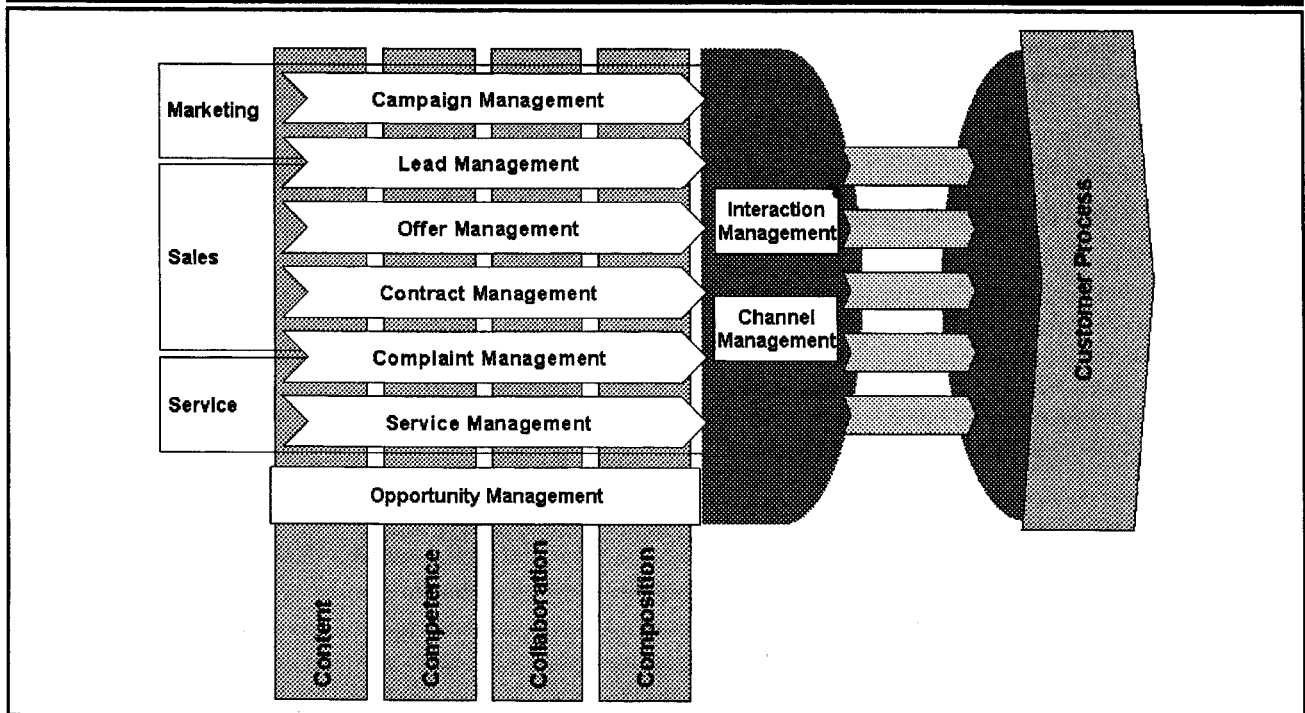 Marketing
Sales
Service
Campaign Management
Lead Management
Offer Management
Contract Management
Complaint Management
Service Management
Opportunity Management
Content
Competence
Collaboration
Composition
Interaction
Management
Channel
Management
Customer Process